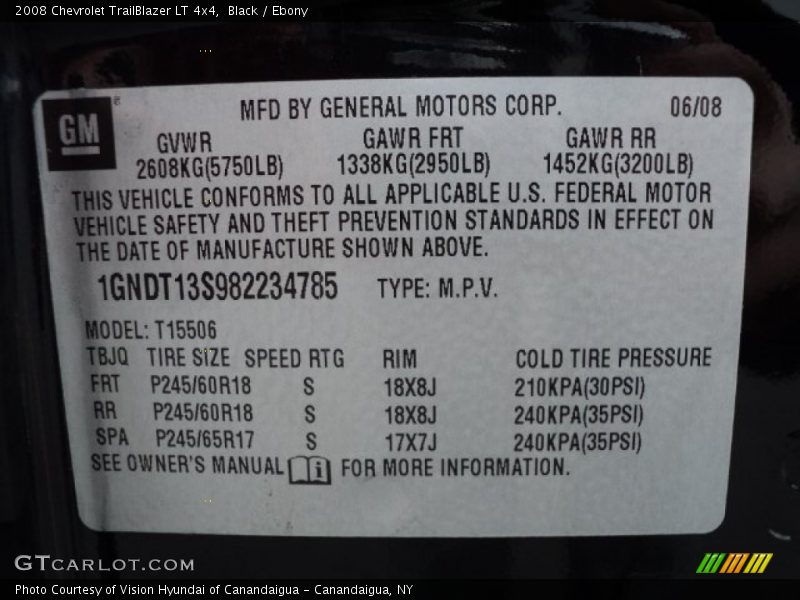 2008 Chevrolet TrailBlazer LT 4x4, Black / Ebony
GM ®
MFD BY GENERAL MOTORS CORP. 06/08
GVWR GAWR FRT GAWR RR
2608KG(5750LB) 1338KG(2950LB) 1452KG(3200LB)
THIS VEHICLE CONFORMS TO ALL APPLICABLE U.S. FEDERAL MOTOR
VEHICLE SAFETY AND THEFT PREVENTION STANDARDS IN EFFECT ON
THE DATE OF MANUFACTURE SHOWN ABOVE.
1GNDT13S982234785 TYPE: M.P.V.
MODEL: T15506
TBJQ TIRE SIZE SPEED RTG RIM COLD TIRE PRESSURE
FRT P245/60R18 S 18X8J 210KPA(30PSI)
RR P245/60R18 S 18X8J 240KPA(35PSI)
SPA P245/65R17 S 17X7J 240KPA(35PSI)
SEE OWNER'S MANUAL i FOR MORE INFORMATION.
GTCARLOT.COM
Photo Courtesy of Vision Hyundai of Canandaigua - Canandaigua, NY